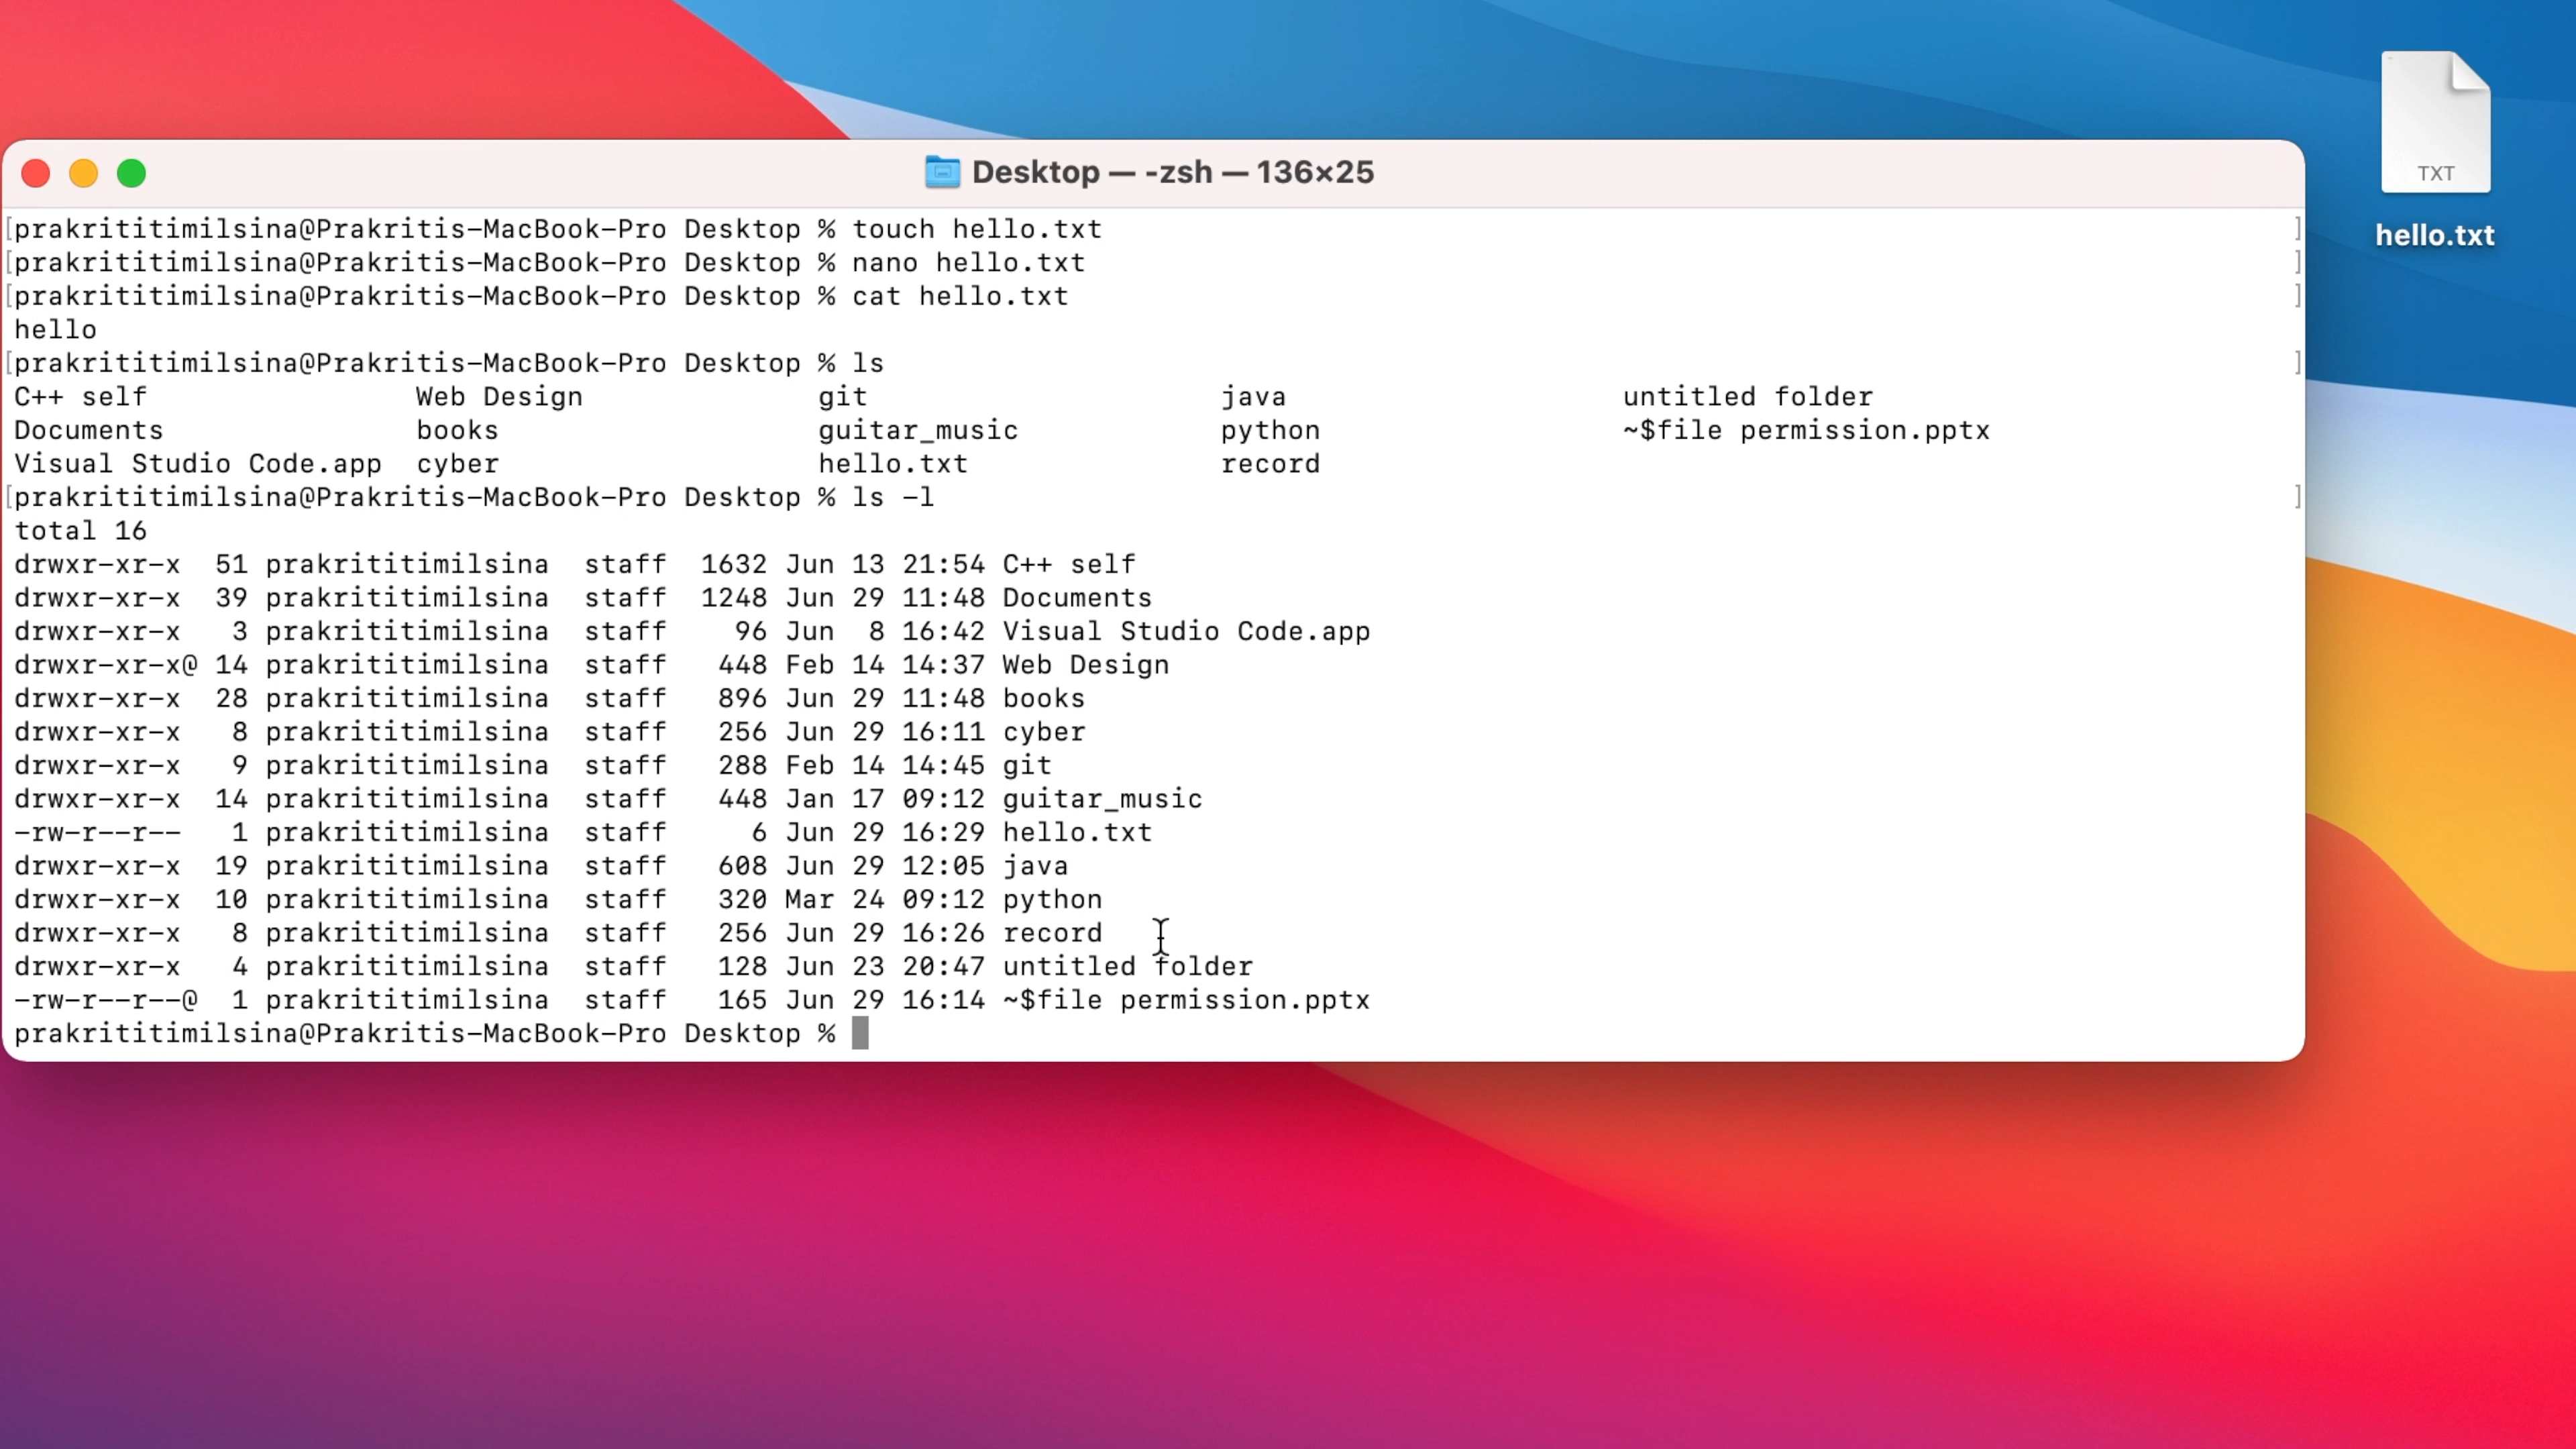 Desktop — -zsh — 136×25
[prakrititimilsina@Prakritis-MacBook-Pro Desktop % touch hello.txt ]
[prakrititimilsina@Prakritis-MacBook-Pro Desktop % nano hello.txt ]
[prakrititimilsina@Prakritis-MacBook-Pro Desktop % cat hello.txt ]
hello
[prakrititimilsina@Prakritis-MacBook-Pro Desktop % ls ]
C++ self Web Design git java untitled folder
Documents books guitar_music python ~$file permission.pptx
Visual Studio Code.app cyber hello.txt record
[prakrititimilsina@Prakritis-MacBook-Pro Desktop % ls -l ]
total 16
drwxr-xr-x 51 prakrititimilsina staff 1632 Jun 13 21:54 C++ self
drwxr-xr-x 39 prakrititimilsina staff 1248 Jun 29 11:48 Documents
drwxr-xr-x 3 prakrititimilsina staff 96 Jun 8 16:42 Visual Studio Code.app
drwxr-xr-x@ 14 prakrititimilsina staff 448 Feb 14 14:37 Web Design
drwxr-xr-x 28 prakrititimilsina staff 896 Jun 29 11:48 books
drwxr-xr-x 8 prakrititimilsina staff 256 Jun 29 16:11 cyber
drwxr-xr-x 9 prakrititimilsina staff 288 Feb 14 14:45 git
drwxr-xr-x 14 prakrititimilsina staff 448 Jan 17 09:12 guitar_music
-rw-r--r-- 1 prakrititimilsina staff 6 Jun 29 16:29 hello.txt
drwxr-xr-x 19 prakrititimilsina staff 608 Jun 29 12:05 java
drwxr-xr-x 10 prakrititimilsina staff 320 Mar 24 09:12 python
drwxr-xr-x 8 prakrititimilsina staff 256 Jun 29 16:26 record
drwxr-xr-x 4 prakrititimilsina staff 128 Jun 23 20:47 untitled folder
-rw-r--r--@ 1 prakrititimilsina staff 165 Jun 29 16:14 ~$file permission.pptx
prakrititimilsina@Prakritis-MacBook-Pro Desktop %
TXT
hello.txt